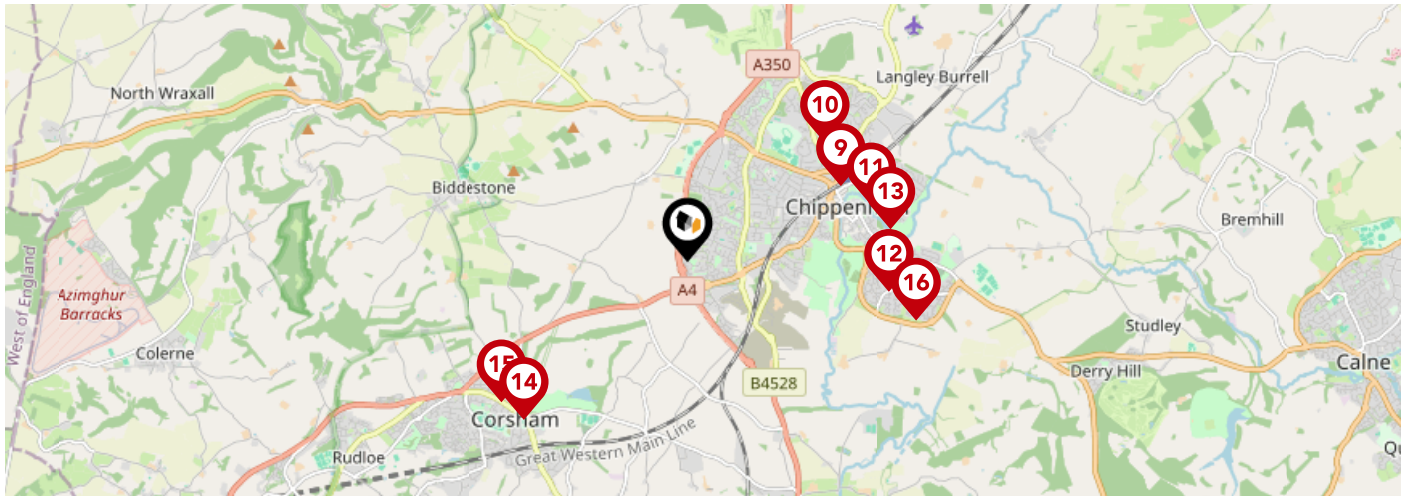 A350
Langley Burrell
North Wraxall
10
9
11
Biddestone
13
Bremhill
12
West of England
16
A4
Azimghur
Barracks
Studley
Colerne
15
Calne
Derry Hill
14
B4528
Corsham
Great Western Main Line
Rudloe